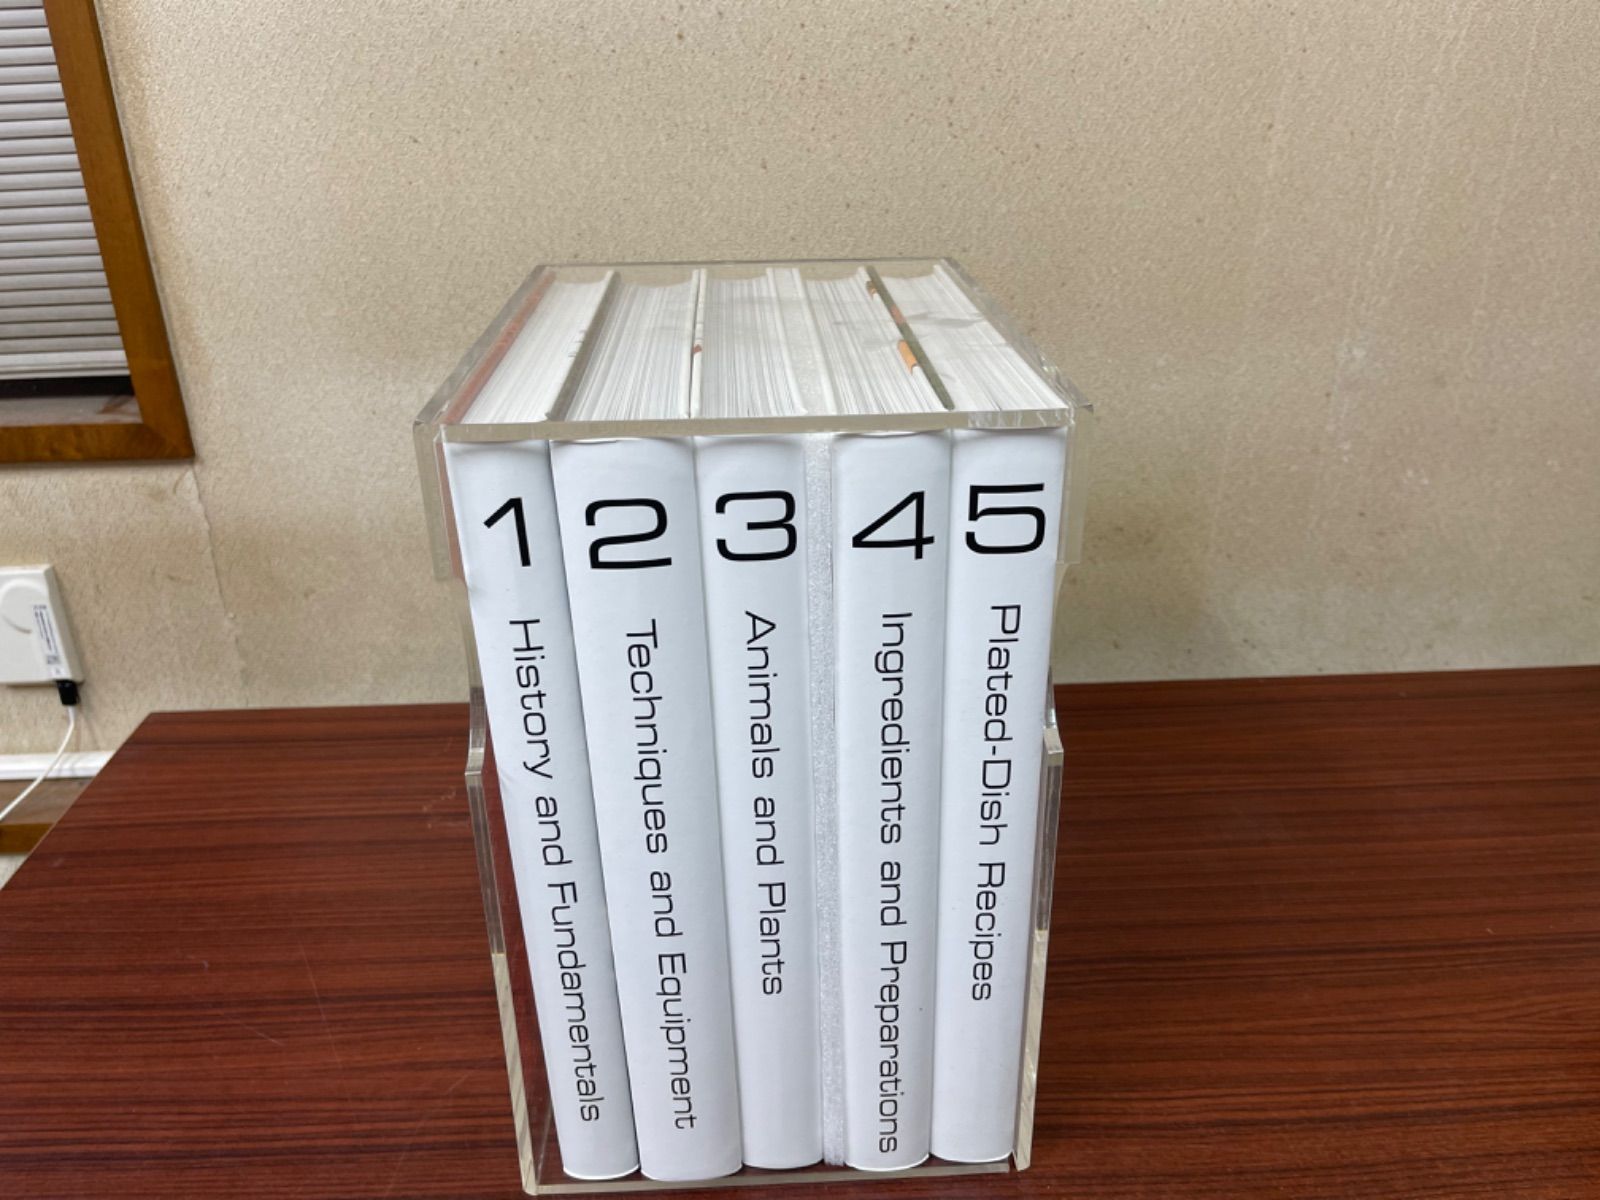 1
History and Fundamentals
2
Techniques and Equipment
3
Animals and Plants
4
Ingredients and Preparations
5
Plated-Dish Recipes